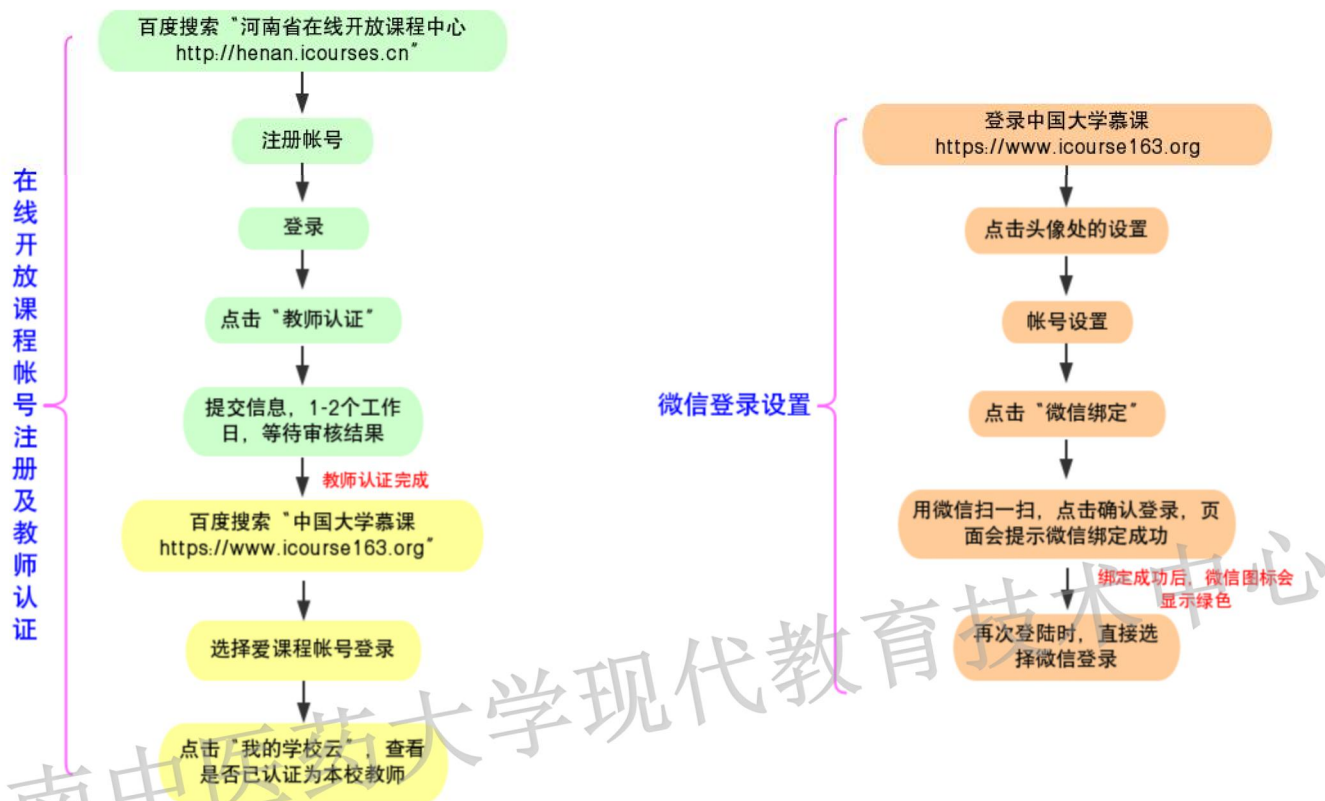 在线开放课程帐号注册及教师认证
百度搜索“河南省在线开放课程中心
http://henan.icourses.cn”
注册帐号
登录
点击“教师认证”
提交信息，1-2个工作
日，等待审核结果
教师认证完成
百度搜索“中国大学慕课
https://www.icourse163.org”
选择爱课程帐号登录
点击“我的学校云”，查看
是否已认证为本校教师
微信登录设置
登录中国大学慕课
https://www.icourse163.org
点击头像处的设置
帐号设置
点击“微信绑定”
用微信扫一扫，点击确认登录，页
面会提示微信绑定成功
绑定成功后，微信图标会
显示绿色
再次登陆时，直接选
择微信登录
南中医药大学现代教育技术中心